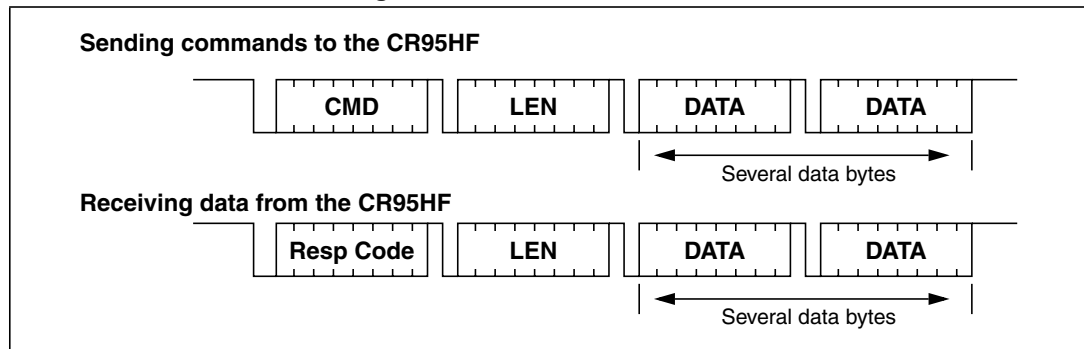 Sending commands to the CR95HF
CMD LEN DATA DATA
Several data bytes
Receiving data from the CR95HF
Resp Code LEN DATA DATA
Several data bytes